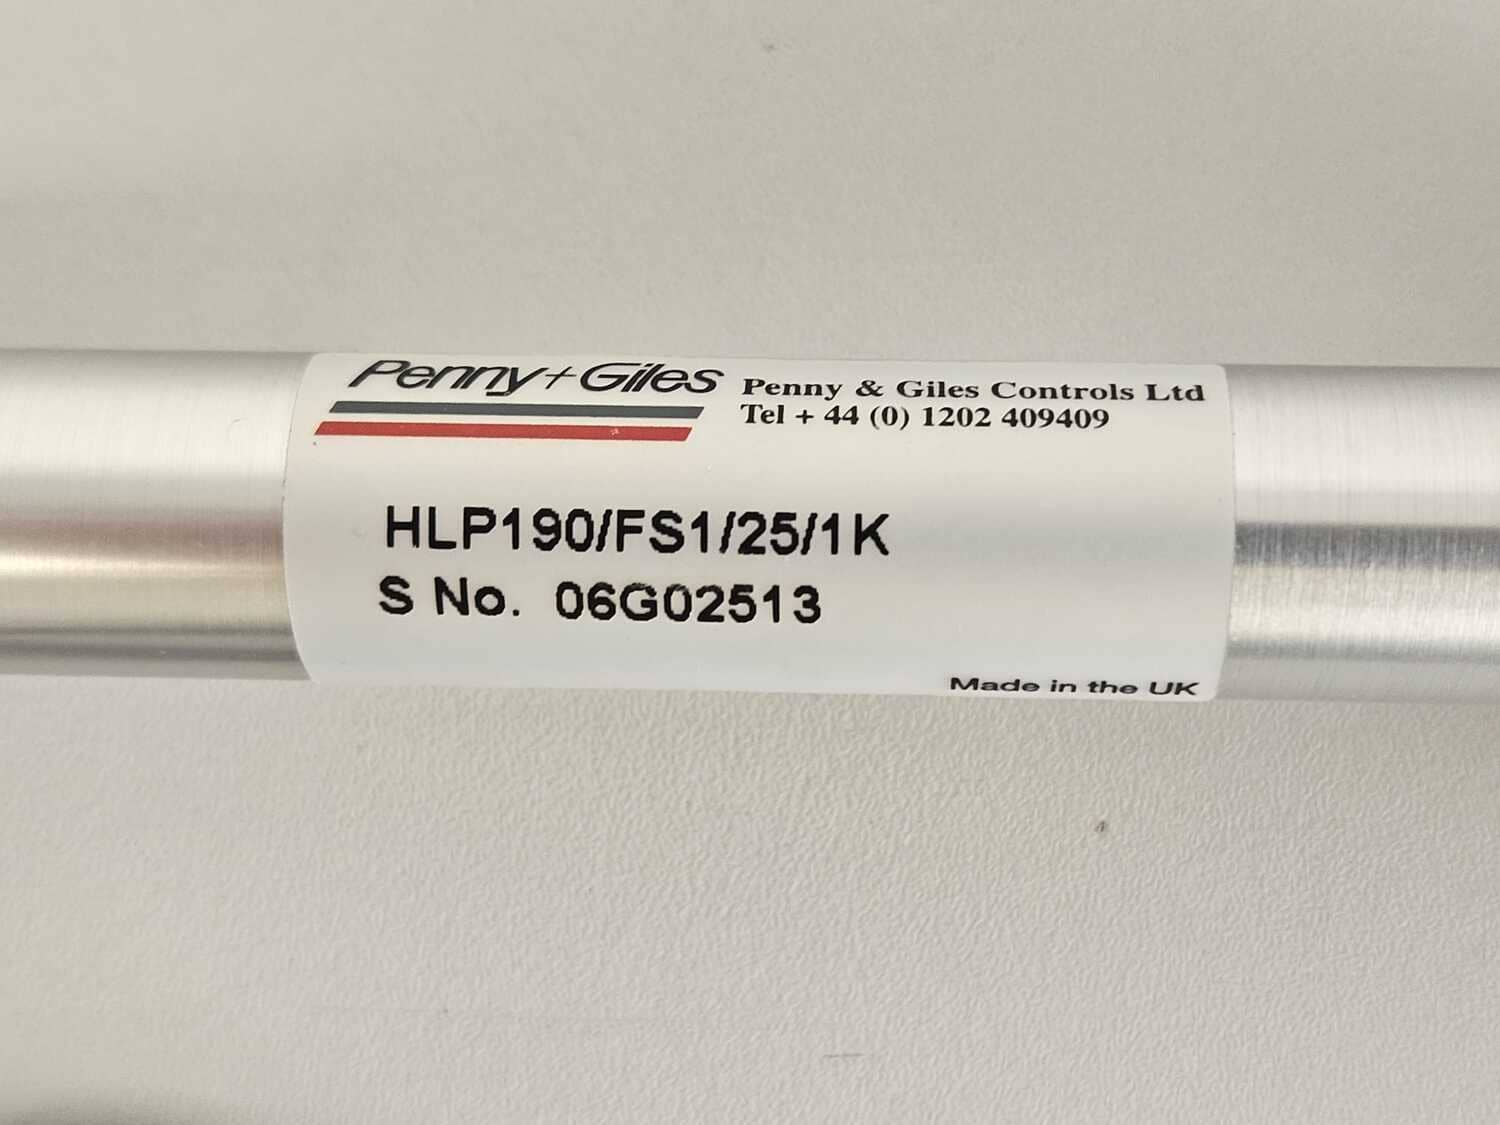 Penny+Giles
Penny & Giles Controls Ltd
Tel + 44 (0) 1202 409409
HLP190/FS1/25/1K
S No. 06G02513
Made in the UK